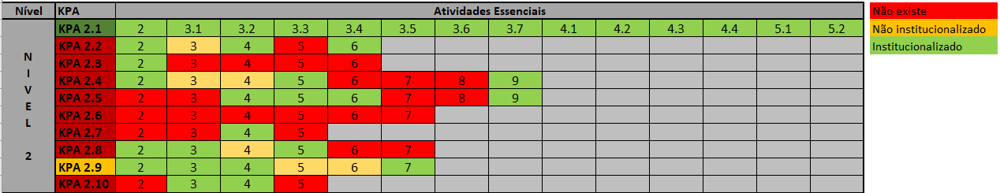 Nível KPA Atividades Essenciais
KPA 2.1 2 3.1 3.2 3.3 3.4 3.5 3.6 3.7 4.1 4.2 4.3 4.4 5.1 5.2
KPA 2.2 2 3 4 5 6
KPA 2.3 2 3 4 5 6
KPA 2.4 2 3 4 5 6 7 8 9
KPA 2.5 2 3 4 5 6 7 8 9
KPA 2.6 2 3 4 5 6 7
KPA 2.7 2 3 4 5
KPA 2.8 2 3 4 5 6 7
KPA 2.9 2 3 4 5 6 7
KPA 2.10 2 3 4 5
N
I
V
E
L
2
Não existe
Não institucionalizado
Institucionalizado